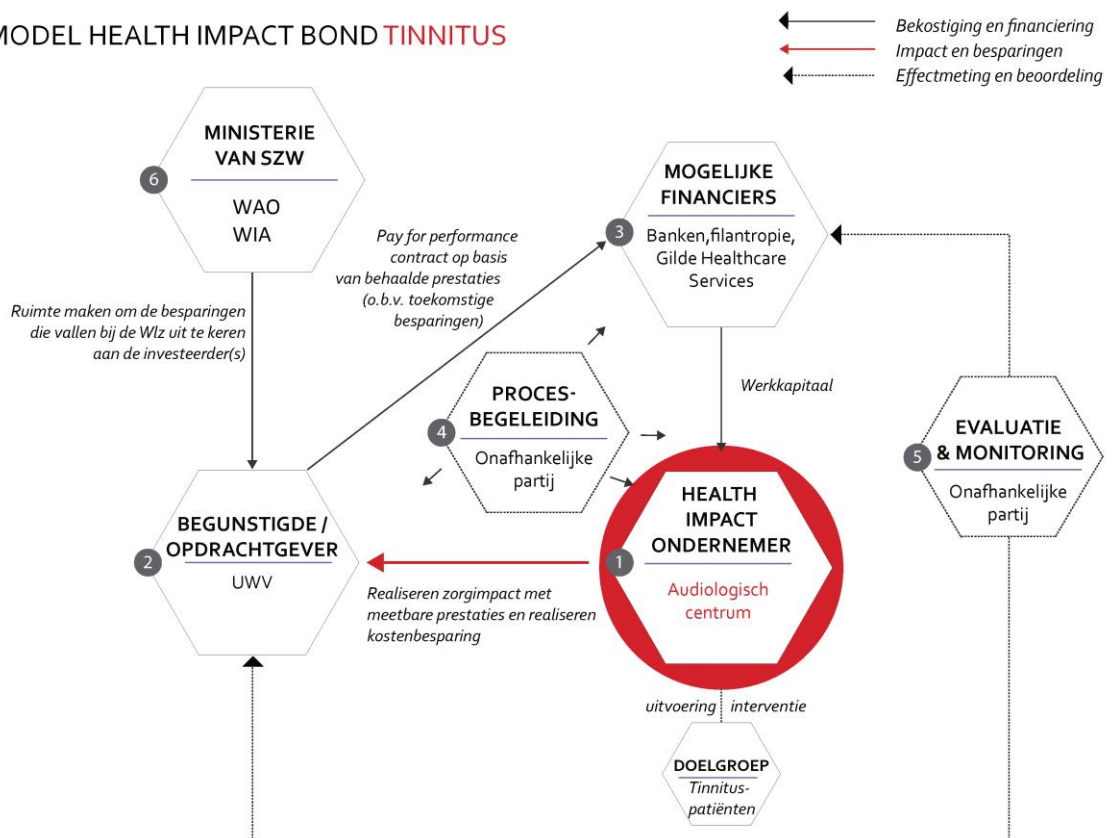 MODEL HEALTH IMPACT BOND TINNITUS
Bekostiging en financiering
Impact en besparingen
Effectmeting en beoordeling
6
MINISTERIE
VAN SZW
WAO
WIA
Pay for performance
contract op basis
van behaalde prestaties
(o.b.v. toekomstige
besparingen)
3
MOGELIJKE
FINANCIERS
Banken,filantropie,
Gilde Healthcare
Services
Ruimte maken om de besparingen
die vallen bij de Wlz uit te keren
aan de investeerder(s)
Werkkapitaal
4
PROCES-
BEGELEIDING
Onafhankelijke
partij
5
EVALUATIE
& MONITORING
Onafhankelijke
partij
2
BEGUNSTIGDE /
OPDRACHTGEVER
UWV
1
HEALTH
IMPACT
ONDERNEMER
Audiologisch
centrum
Realiseren zorgimpact met
meetbare prestaties en realiseren
kostenbesparing
uitvoering interventie
DOELGROEP
Tinnitus-
patiënten